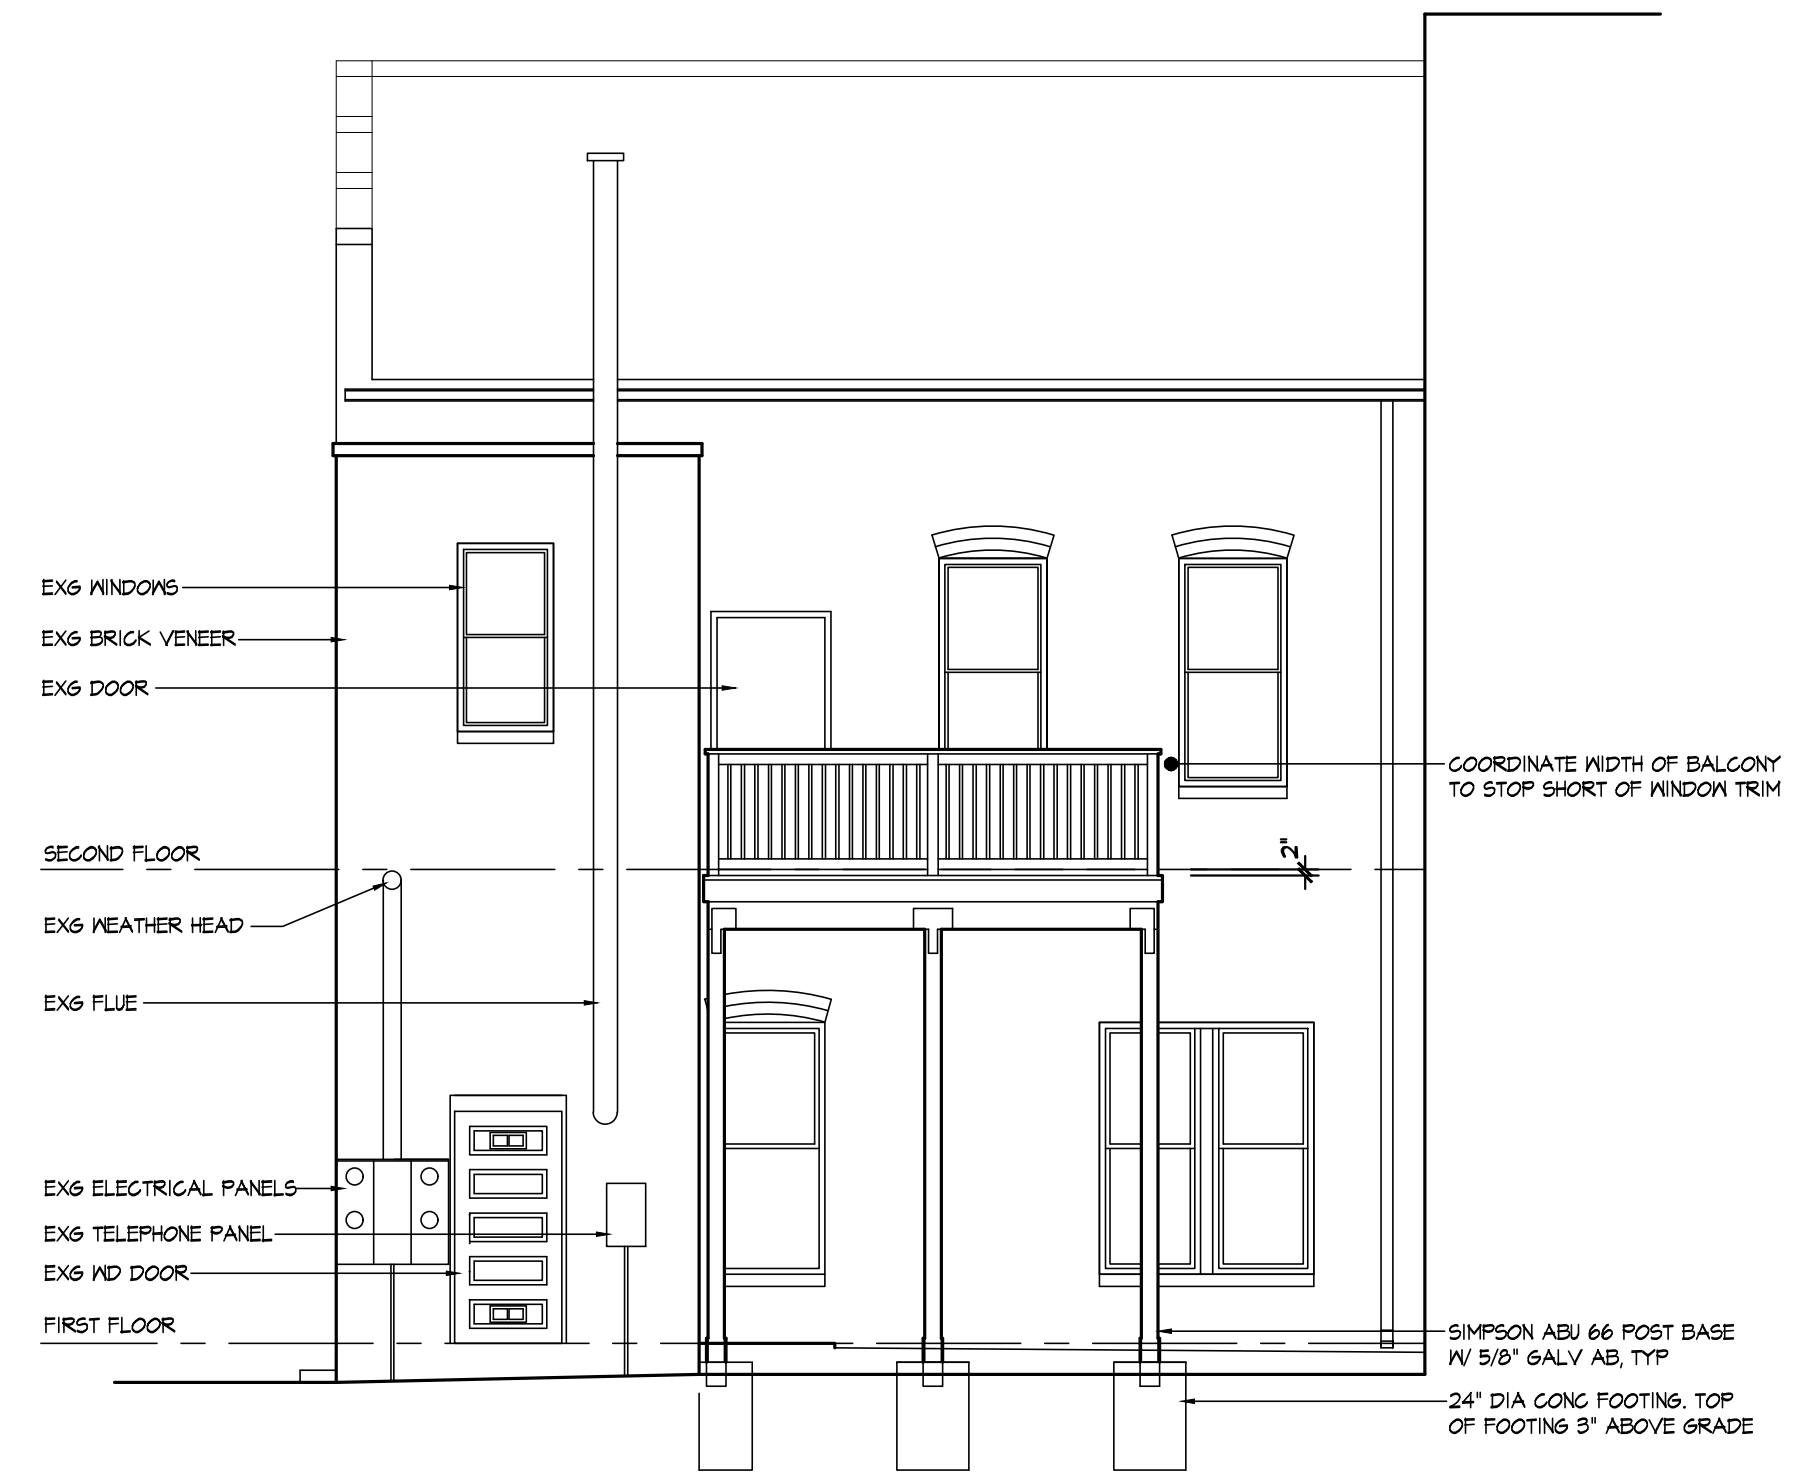 EXG WINDOWS
EXG BRICK VENEER
EXG DOOR
COORDINATE WIDTH OF BALCONY
TO STOP SHORT OF WINDOW TRIM
SECOND FLOOR
2"
EXG WEATHER HEAD
EXG FLUE
EXG ELECTRICAL PANELS
EXG TELEPHONE PANEL
EXG WD DOOR
FIRST FLOOR
SIMPSON ABU 66 POST BASE
W/ 5/8" GALV AB, TYP
24" DIA CONC FOOTING. TOP
OF FOOTING 3" ABOVE GRADE